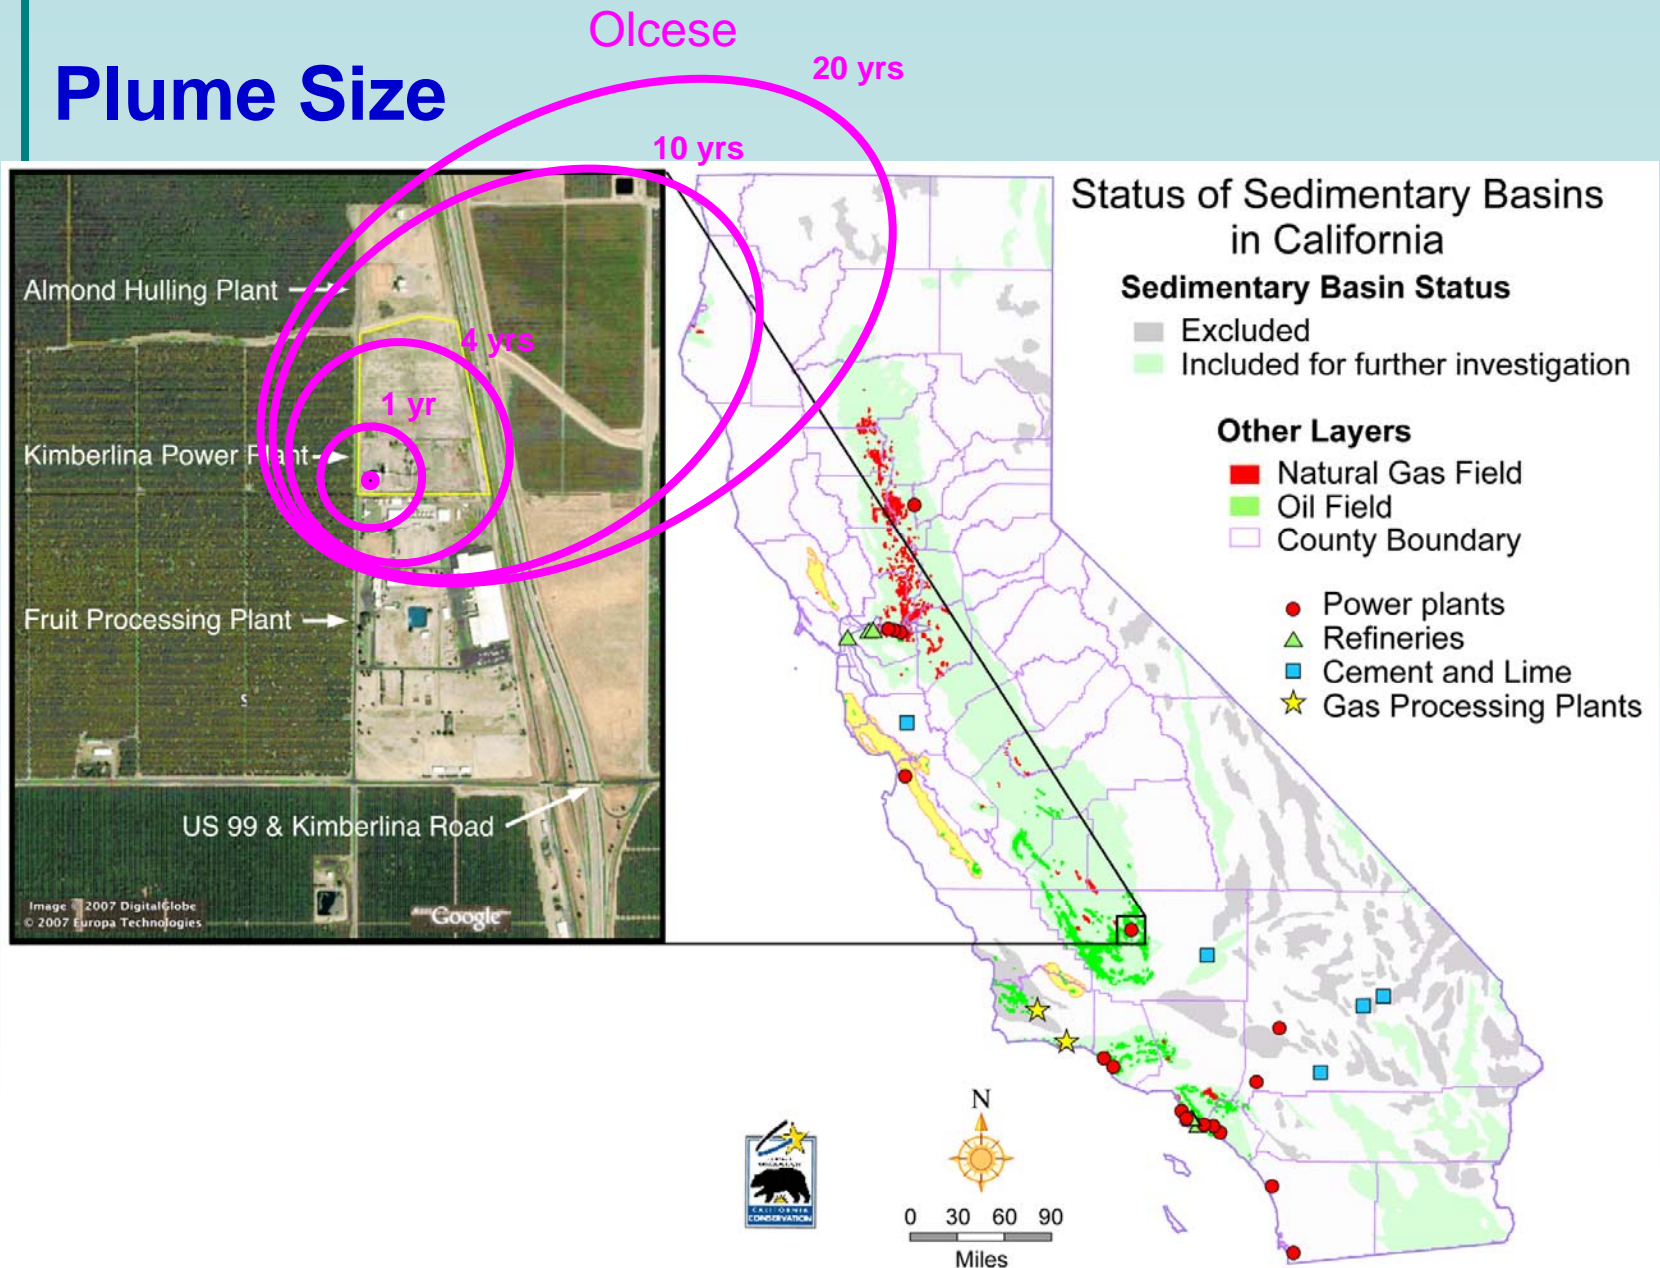 Olcese
20 yrs
Plume Size
10 yrs
Almond Hulling Plant
4 yrs
1 yr
Kimberlina Power Plant
Fruit Processing Plant
US 99 & Kimberlina Road
Image © 2007 DigitalGlobe
© 2007 Europa Technologies
Google
Status of Sedimentary Basins
in California
Sedimentary Basin Status
Excluded
Included for further investigation
Other Layers
Natural Gas Field
Oil Field
County Boundary
Power plants
Refineries
Cement and Lime
Gas Processing Plants
N
0 30 60 90
Miles
CALIFORNIA
CONSERVATION